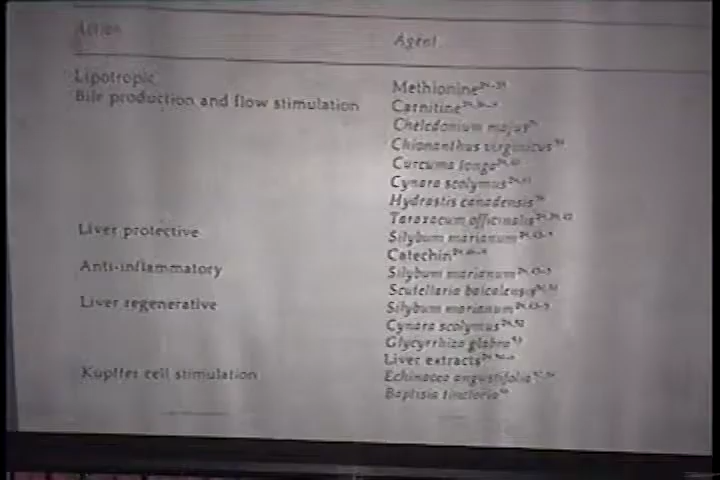 Action Agent
Lipotropic Methionine
Bile production and flow stimulation Carnitine
Cheledonium majus
Chionanthus virginicus
Curcuma longa
Cynara scolymus
Hydrastis canadensis
Taraxacum officinalis
Liver protective Silybum marianum
Catechin
Anti-inflammatory Silybum marianum
Scutellaria baicalensis
Liver regenerative Silybum marianum
Cynara scolymus
Glycyrrhiza glabra
Liver extracts
Kupffer cell stimulation Echinacea angustifolia
Baptisia tinctoria